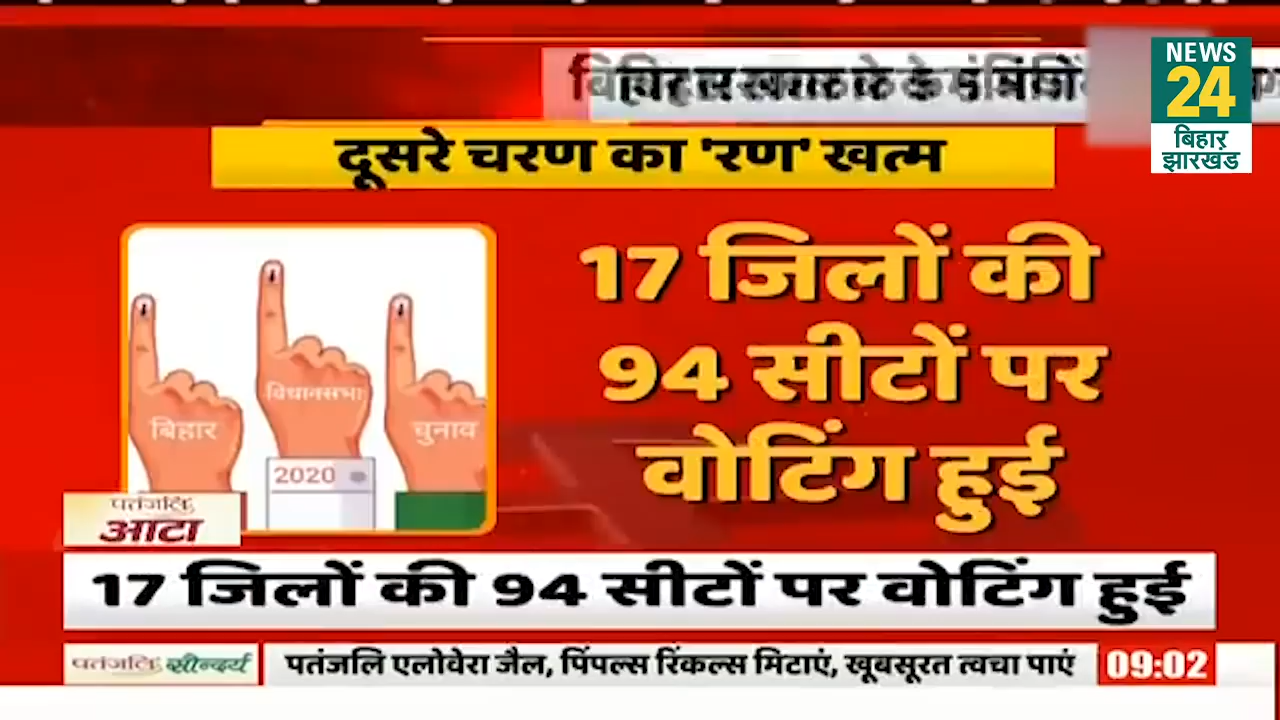 NEWS
24
बिहार
झारखंड
दूसरे चरण का 'रण' खत्म
17 जिलों की
94 सीटों पर
वोटिंग हुई
बिहार
विधानसभा
चुनाव
2020
पतंजलि
आटा
17 जिलों की 94 सीटों पर वोटिंग हुई
पतंजलि सौन्दर्य
पतंजलि एलोवेरा जैल, पिंपल्स रिंकल्स मिटाएं, खूबसूरत त्वचा पाएं
09:02